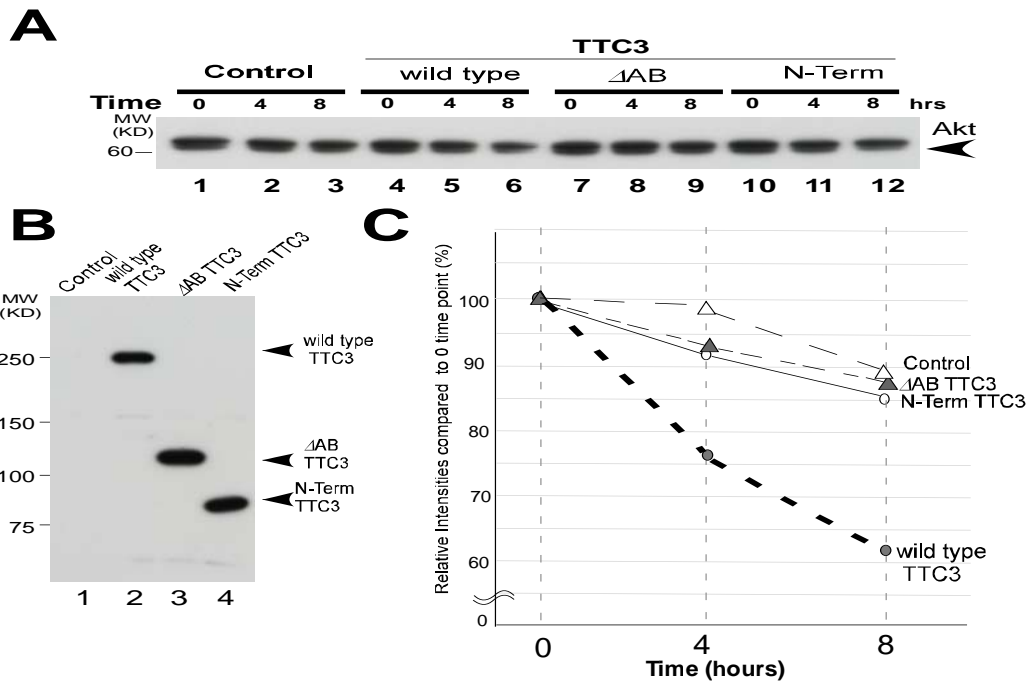 A
TTC3
Control wild type ⊿AB N-Term
Time 0 4 8 0 4 8 0 4 8 0 4 8 hrs
MW
(KD)
60
Akt
1 2 3 4 5 6 7 8 9 10 11 12
B
Control
wild type
TTC3
⊿AB TTC3
N-Term TTC3
MW
(KD)
250
150
100
75
wild type
TTC3
⊿AB
TTC3
N-Term
TTC3
1 2 3 4
C
Relative Intensities compared to 0 time point (%)
100
90
80
70
60
0
Control
⊿AB TTC3
N-Term TTC3
wild type
TTC3
0 4 8
Time (hours)